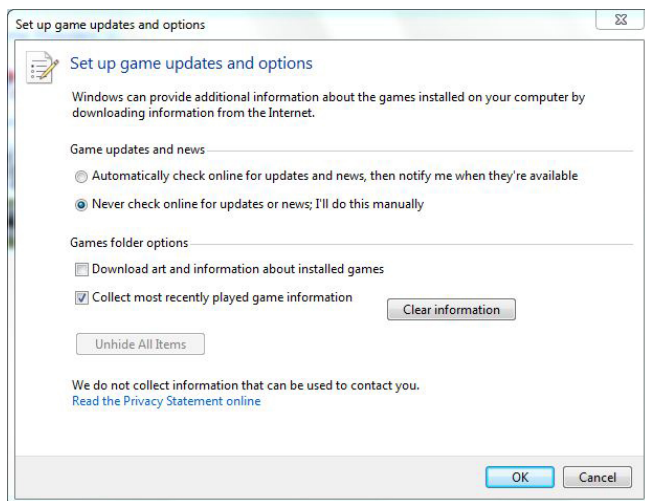 Set up game updates and options
Set up game updates and options
Windows can provide additional information about the games installed on your computer by
downloading information from the Internet.
Game updates and news
Automatically check online for updates and news, then notify me when they're available
Never check online for updates or news; I'll do this manually
Games folder options
Download art and information about installed games
Collect most recently played game information
Clear information
Unhide All Items
We do not collect information that can be used to contact you.
Read the Privacy Statement online
OK Cancel